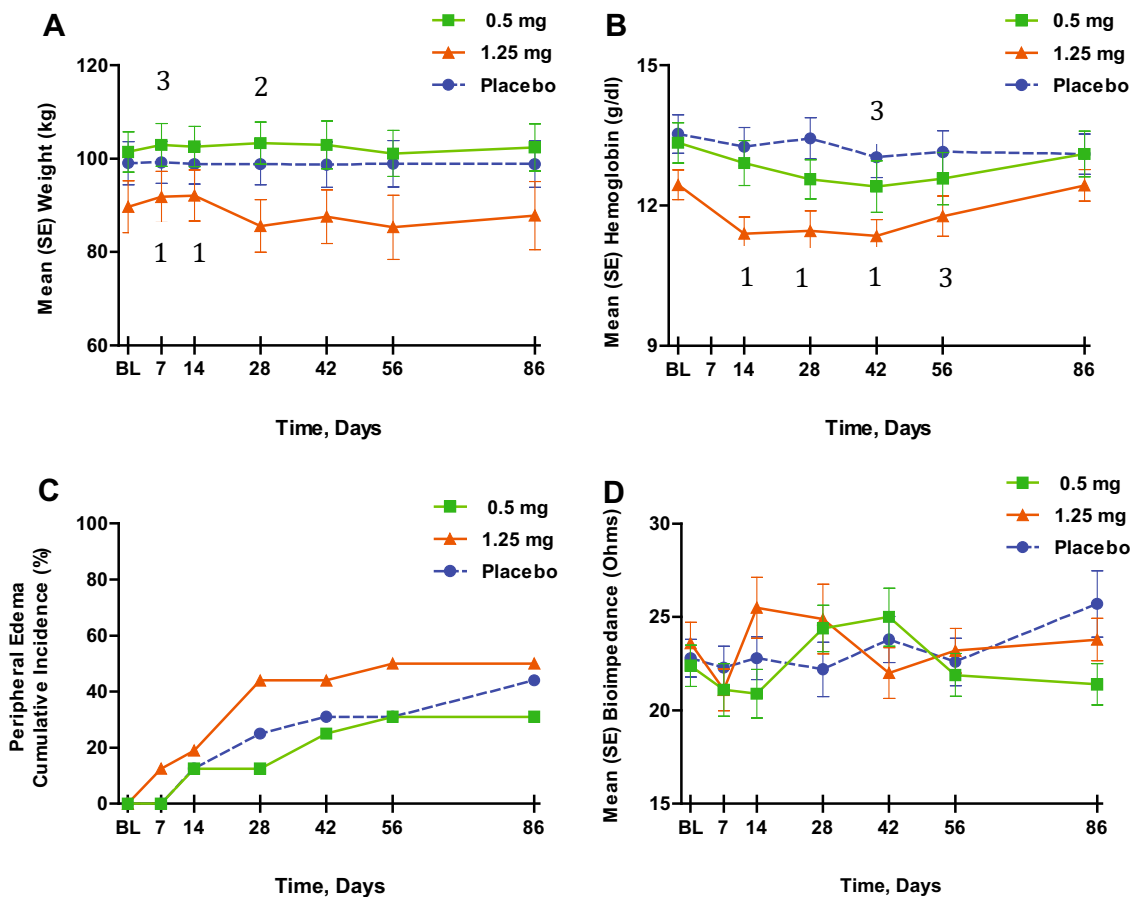 A
0.5 mg
1.25 mg
Placebo
Mean (SE) Weight (kg)
120
100
80
60
3
2
1
1
BL
7
14
28
42
56
86
Time, Days
B
0.5 mg
1.25 mg
Placebo
Mean (SE) Hemoglobin (g/dl)
15
12
9
3
1
1
1
3
BL
7
14
28
42
56
86
Time, Days
C
0.5 mg
1.25 mg
Placebo
Peripheral Edema
Cumulative Incidence (%)
100
80
60
40
20
0
BL
7
14
28
42
56
86
Time, Days
D
0.5 mg
1.25 mg
Placebo
Mean (SE) Bioimpedance (Ohms)
30
25
20
15
BL
7
14
28
42
56
86
Time, Days